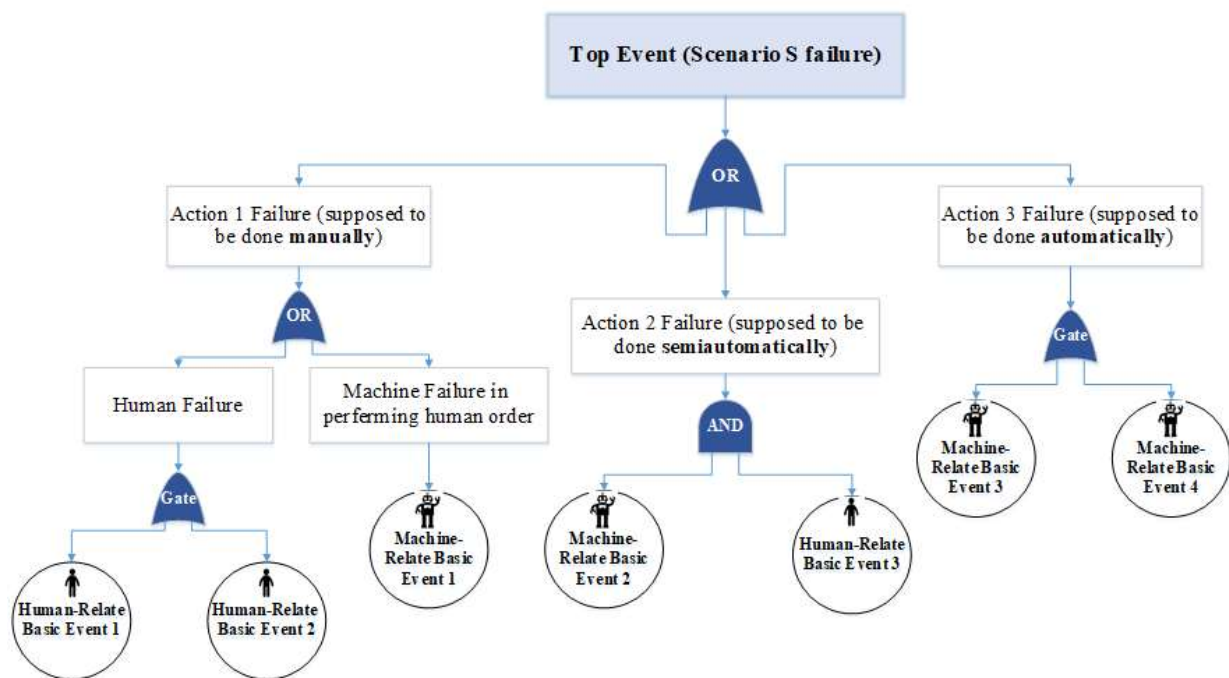 Top Event (Scenario S failure)
OR
Action 1 Failure (supposed to
be done manually)
Action 3 Failure (supposed to
be done automatically)
OR
Action 2 Failure (supposed to be
done semiautomatically)
Gate
Human Failure
Machine Failure in
perferming human order
AND
Machine-
Relate Basic
Event 3
Machine-
Relate Basic
Event 4
Gate
Machine-
Relate Basic
Event 1
Machine-
Relate Basic
Event 2
Human-Relate
Basic Event 3
Human-Relate
Basic Event 1
Human-Relate
Basic Event 2